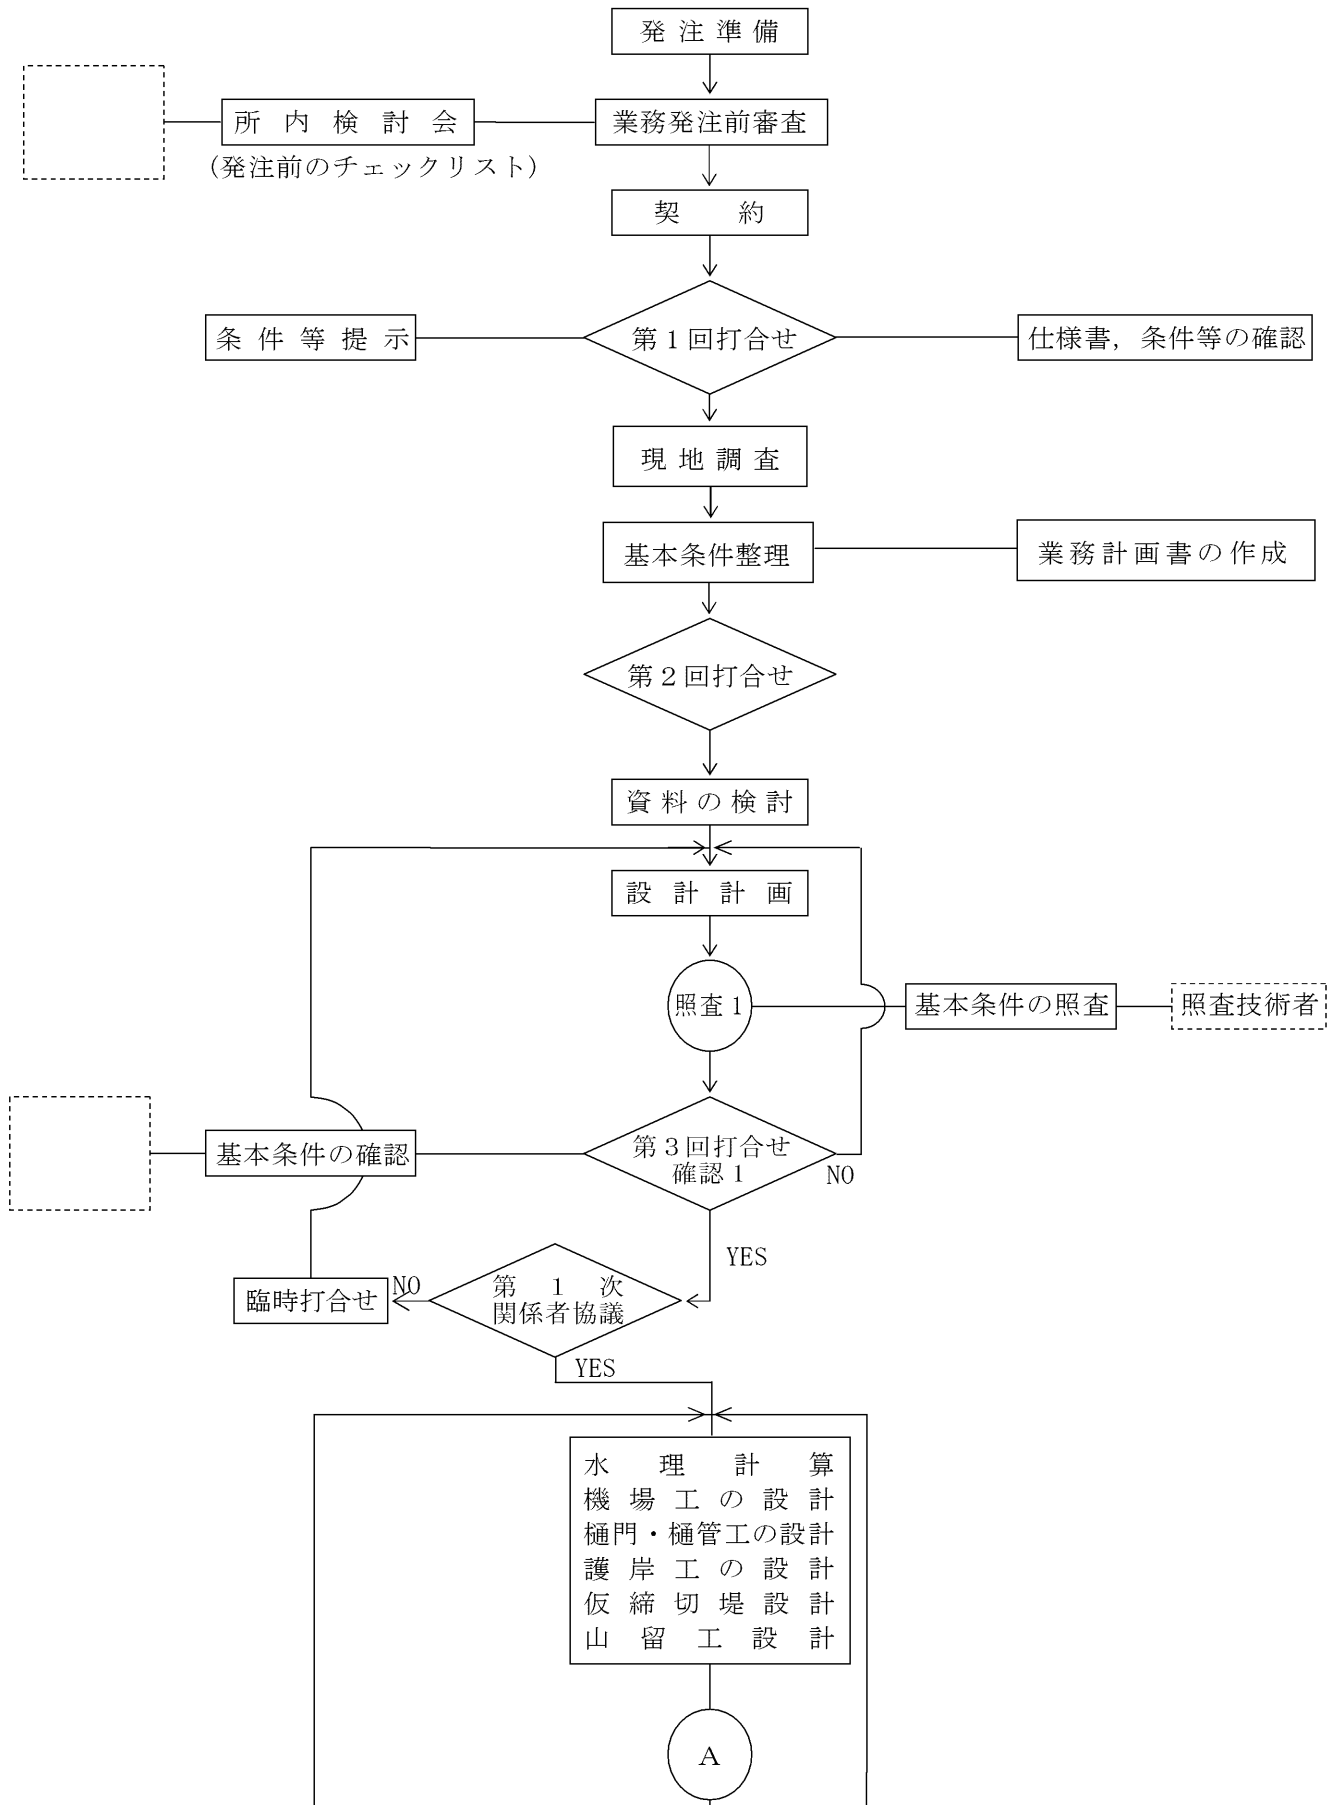 発注準備
所内検討会
業務発注前審査
(発注前のチェックリスト)
契約
条件等提示
第1回打合せ
仕様書，条件等の確認
現地調査
基本条件整理
業務計画書の作成
第2回打合せ
資料の検討
設計計画
照査1
基本条件の照査
照査技術者
基本条件の確認
第3回打合せ
確認1
NO
YES
臨時打合せ
NO
第1次
関係者協議
YES
水理計算
機場工の設計
樋門・樋管工の設計
護岸工の設計
仮締切堤設計
山留工設計
A